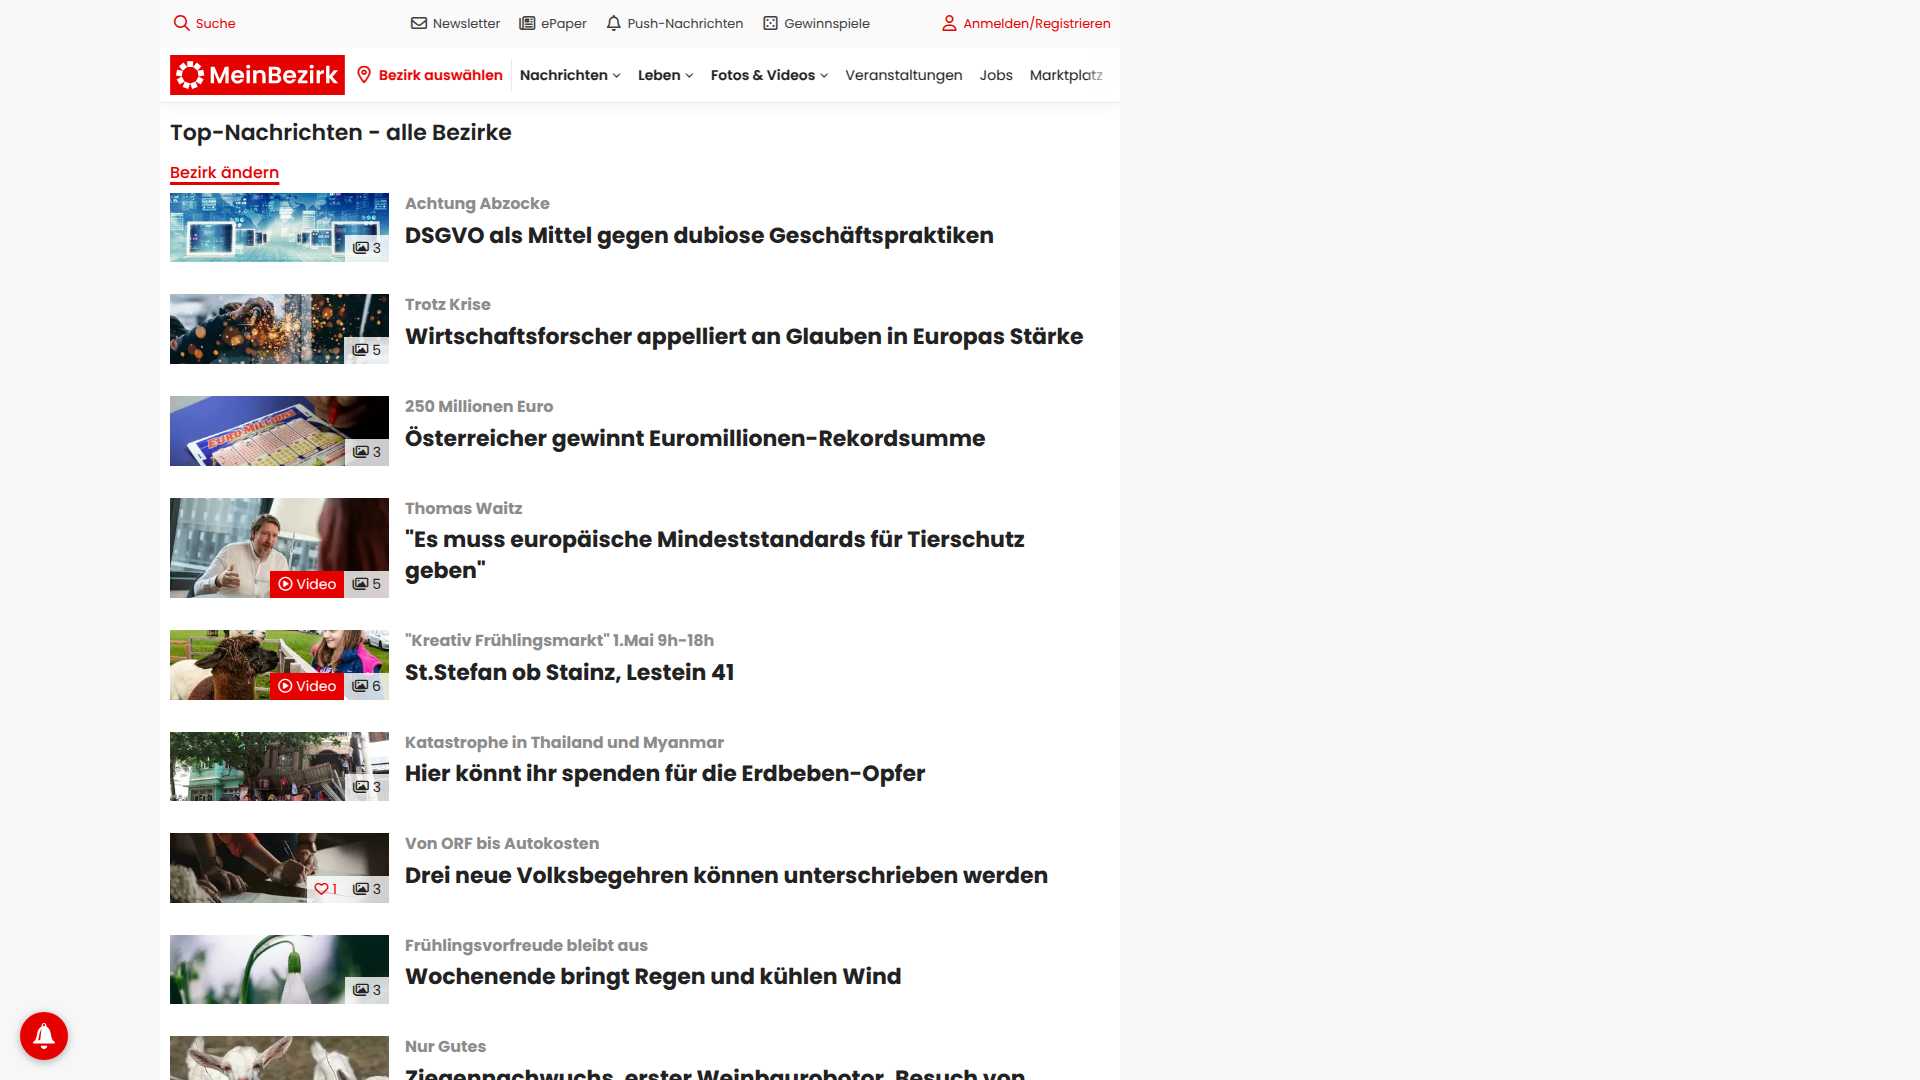 Suche
Newsletter
ePaper
Push-Nachrichten
Gewinnspiele
Anmelden/Registrieren
MeinBezirk
Bezirk auswählen
Nachrichten
Leben
Fotos & Videos
Veranstaltungen
Jobs
Marktplatz
Top-Nachrichten - alle Bezirke
Bezirk ändern
3
Achtung Abzocke
DSGVO als Mittel gegen dubiose Geschäftspraktiken
5
Trotz Krise
Wirtschaftsforscher appelliert an Glauben in Europas Stärke
EURO MILLIONEN
3
250 Millionen Euro
Österreicher gewinnt Euromillionen-Rekordsumme
Video 5
Thomas Waitz
"Es muss europäische Mindeststandards für Tierschutz
geben"
Video 6
"Kreativ Frühlingsmarkt" 1.Mai 9h-18h
St.Stefan ob Stainz, Lestein 41
3
Katastrophe in Thailand und Myanmar
Hier könnt ihr spenden für die Erdbeben-Opfer
1 3
Von ORF bis Autokosten
Drei neue Volksbegehren können unterschrieben werden
3
Frühlingsvorfreude bleibt aus
Wochenende bringt Regen und kühlen Wind
Nur Gutes
Ziegennachwuchs, erster Weinbauroboter, Besuch von